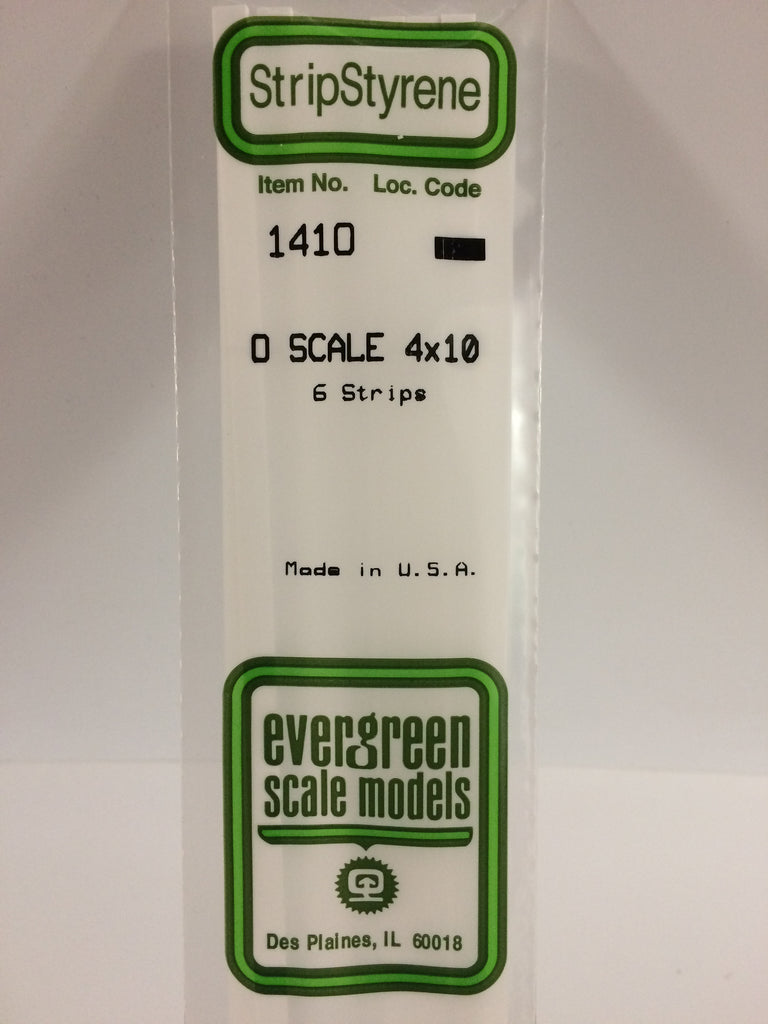 StripStyrene
Item No. Loc. Code
1410
O SCALE 4x10
6 Strips
Made in U.S.A.
evergreen
scale models
Des Plaines, IL 60018